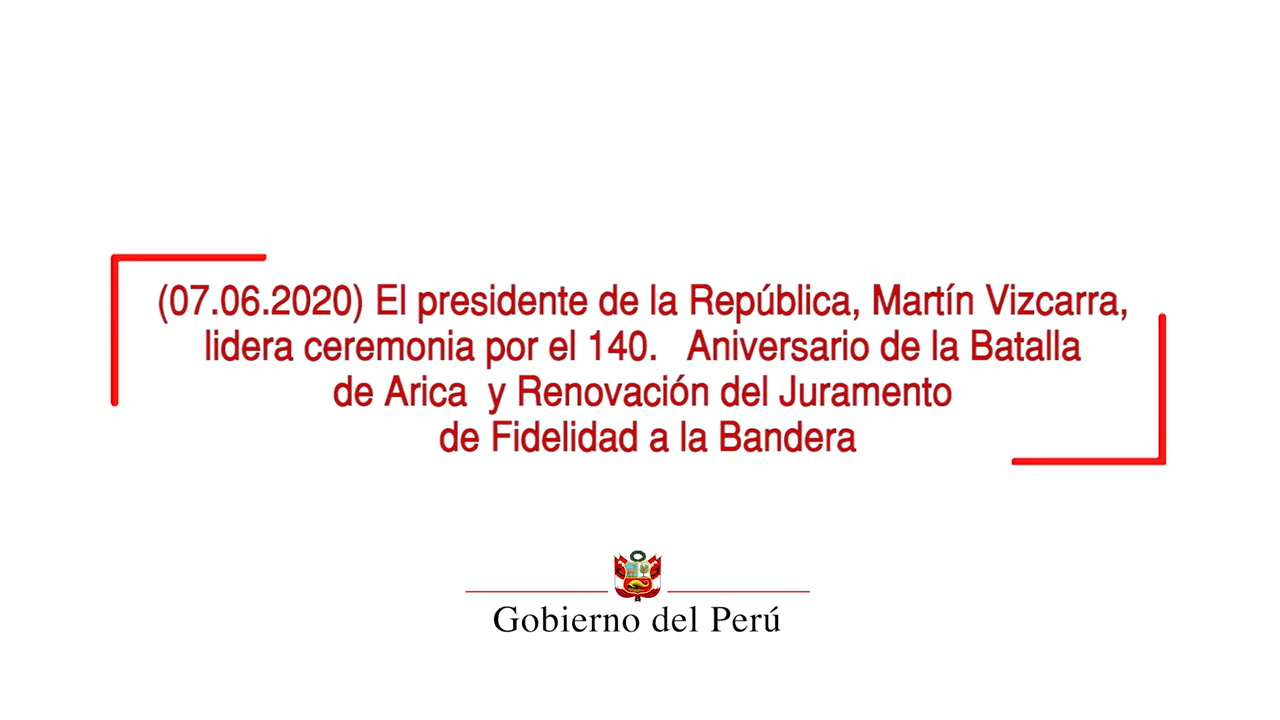 (07.06.2020) El presidente de la República, Martín Vizcarra,
lidera ceremonia por el 140.   Aniversario de la Batalla
de Arica  y Renovación del Juramento
de Fidelidad a la Bandera
Gobierno del Perú